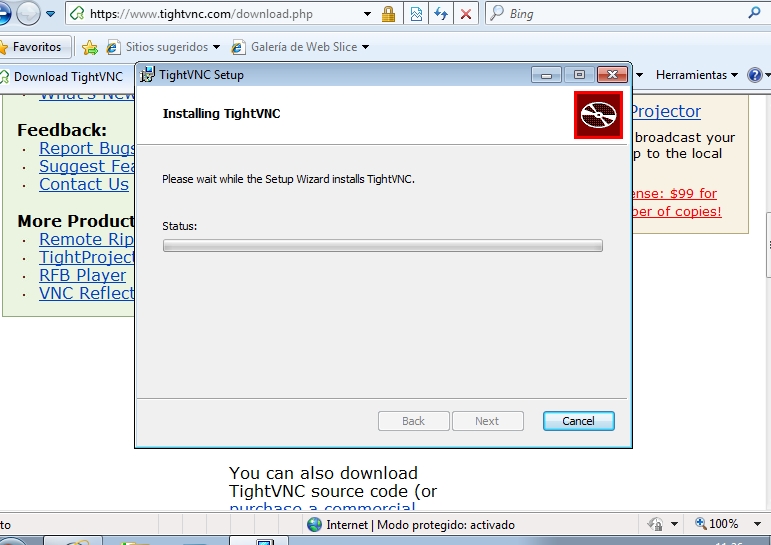 https://www.tightvnc.com/download.php
Bing
Favoritos
Sitios sugeridos
Galería de Web Slice
Download TightVNC
Herramientas
TightVNC Setup
Installing TightVNC
Please wait while the Setup Wizard installs TightVNC.
Status:
Back
Next
Cancel
What's New
Feedback:
Report Bugs
Suggest Fea
Contact Us
More Product
Remote Rip
TightProject
RFB Player
VNC Reflect
Projector
broadcast your
p to the local
ense: $99 for
ber of copies!
You can also download
TightVNC source code (or
purchase a commercial
to
Internet | Modo protegido: activado
100%